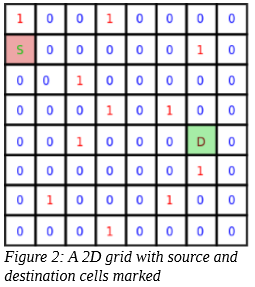 1 0 0 1 0 0 0 0
S 0 0 0 0 0 1 0
0 0 1 0 0 0 0 0
0 0 0 1 0 1 0 0
0 0 1 0 0 0 D 0
0 0 0 0 0 0 1 0
0 1 0 0 0 1 0 0
0 0 0 1 0 0 0 0
Figure 2: A 2D grid with source and
destination cells marked